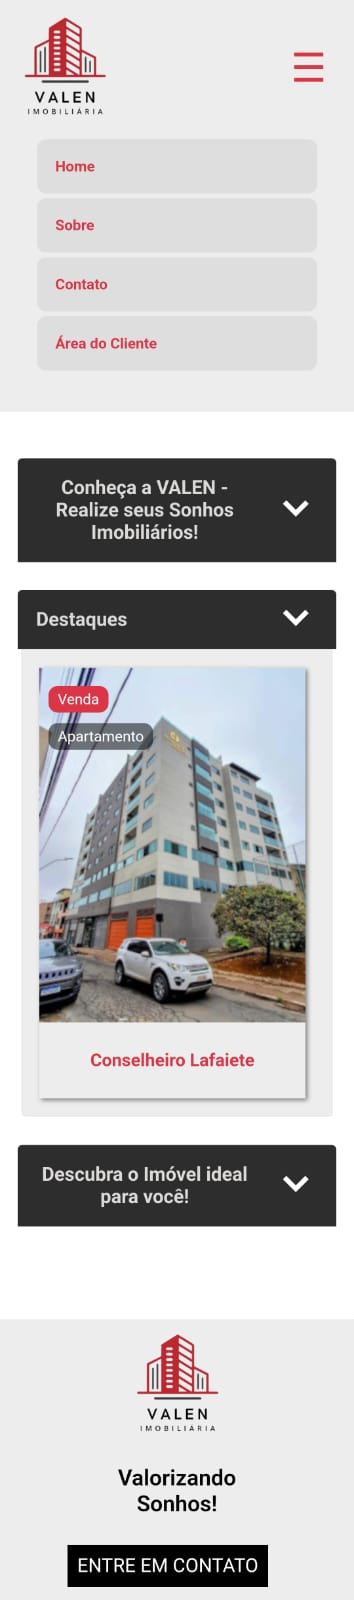 VALEN
IMOBILIÁRIA
Home
Sobre
Contato
Área do Cliente
Conheça a VALEN -
Realize seus Sonhos
Imobiliários!
Destaques
Venda
Apartamento
Conselheiro Lafaiete
Descubra o Imóvel ideal
para você!
VALEN
IMOBILIÁRIA
Valorizando
Sonhos!
ENTRE EM CONTATO